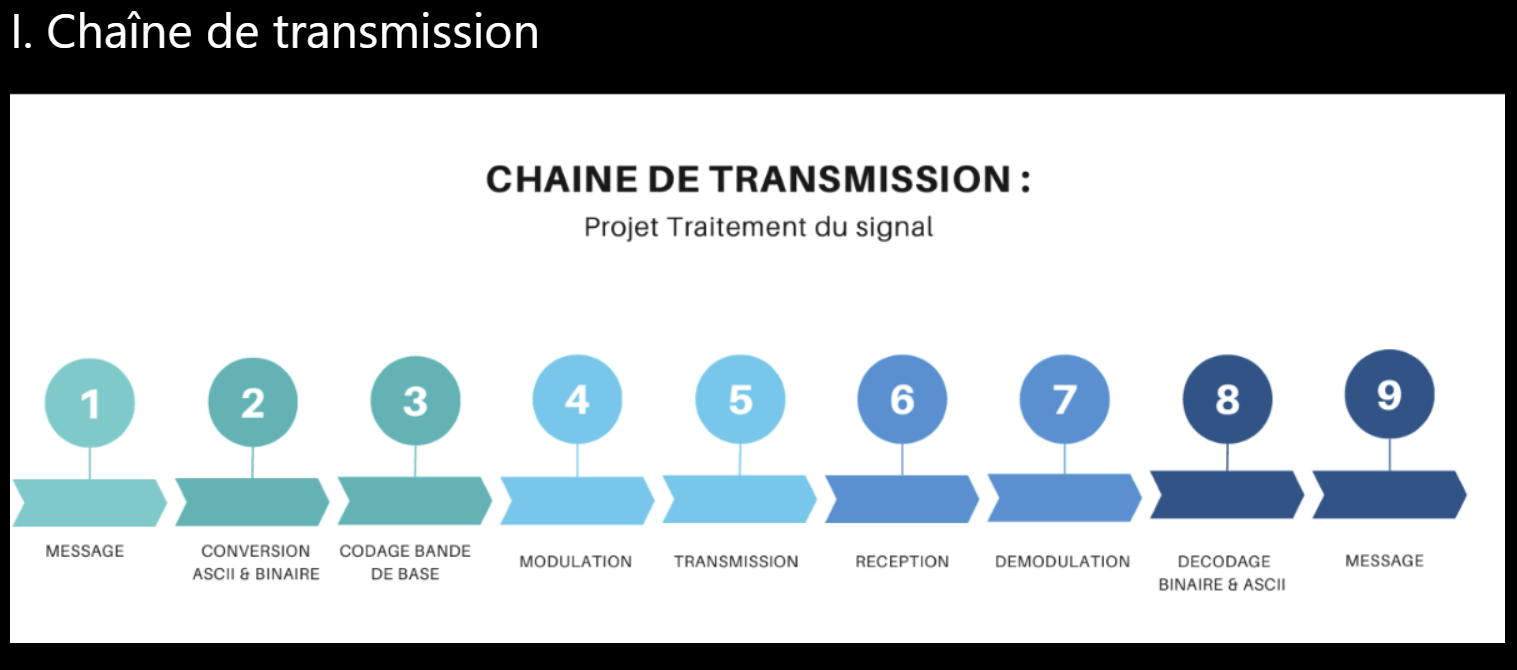 I. Chaîne de transmission
CHAINE DE TRANSMISSION :
Projet Traitement du signal
1
2
3
4
5
6
7
8
9
MESSAGE
CONVERSION
ASCII & BINAIRE
CODAGE BANDE
DE BASE
MODULATION
TRANSMISSION
RECEPTION
DEMODULATION
DECODAGE
BINAIRE & ASCII
MESSAGE